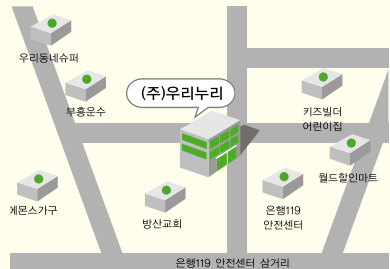 우리동네슈퍼
부흥운수
(주)우리누리
키즈빌더
어린이집
월드할인마트
에몬스가구
방산교회
은행119
안전센터
은행119 안전센터 삼거리